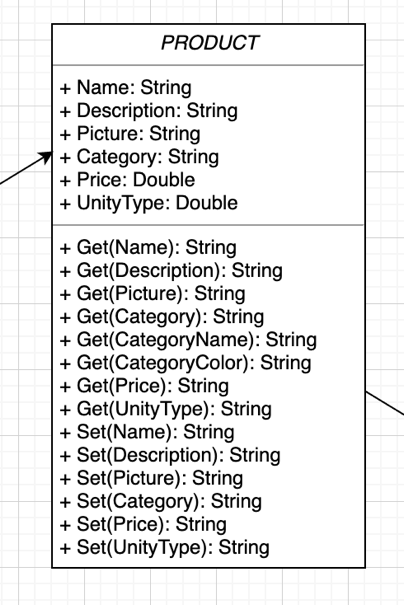 PRODUCT
+ Name: String
+ Description: String
+ Picture: String
+ Category: String
+ Price: Double
+ UnityType: Double
+ Get(Name): String
+ Get(Description): String
+ Get(Picture): String
+ Get(Category): String
+ Get(CategoryName): String
+ Get(CategoryColor): String
+ Get(Price): String
+ Get(UnityType): String
+ Set(Name): String
+ Set(Description): String
+ Set(Picture): String
+ Set(Category): String
+ Set(Price): String
+ Set(UnityType): String